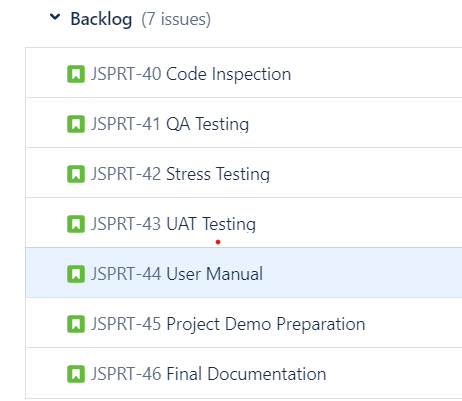 Backlog (7 issues)
JSPRT-40 Code Inspection
JSPRT-41 QA Testing
JSPRT-42 Stress Testing
JSPRT-43 UAT Testing
JSPRT-44 User Manual
JSPRT-45 Project Demo Preparation
JSPRT-46 Final Documentation